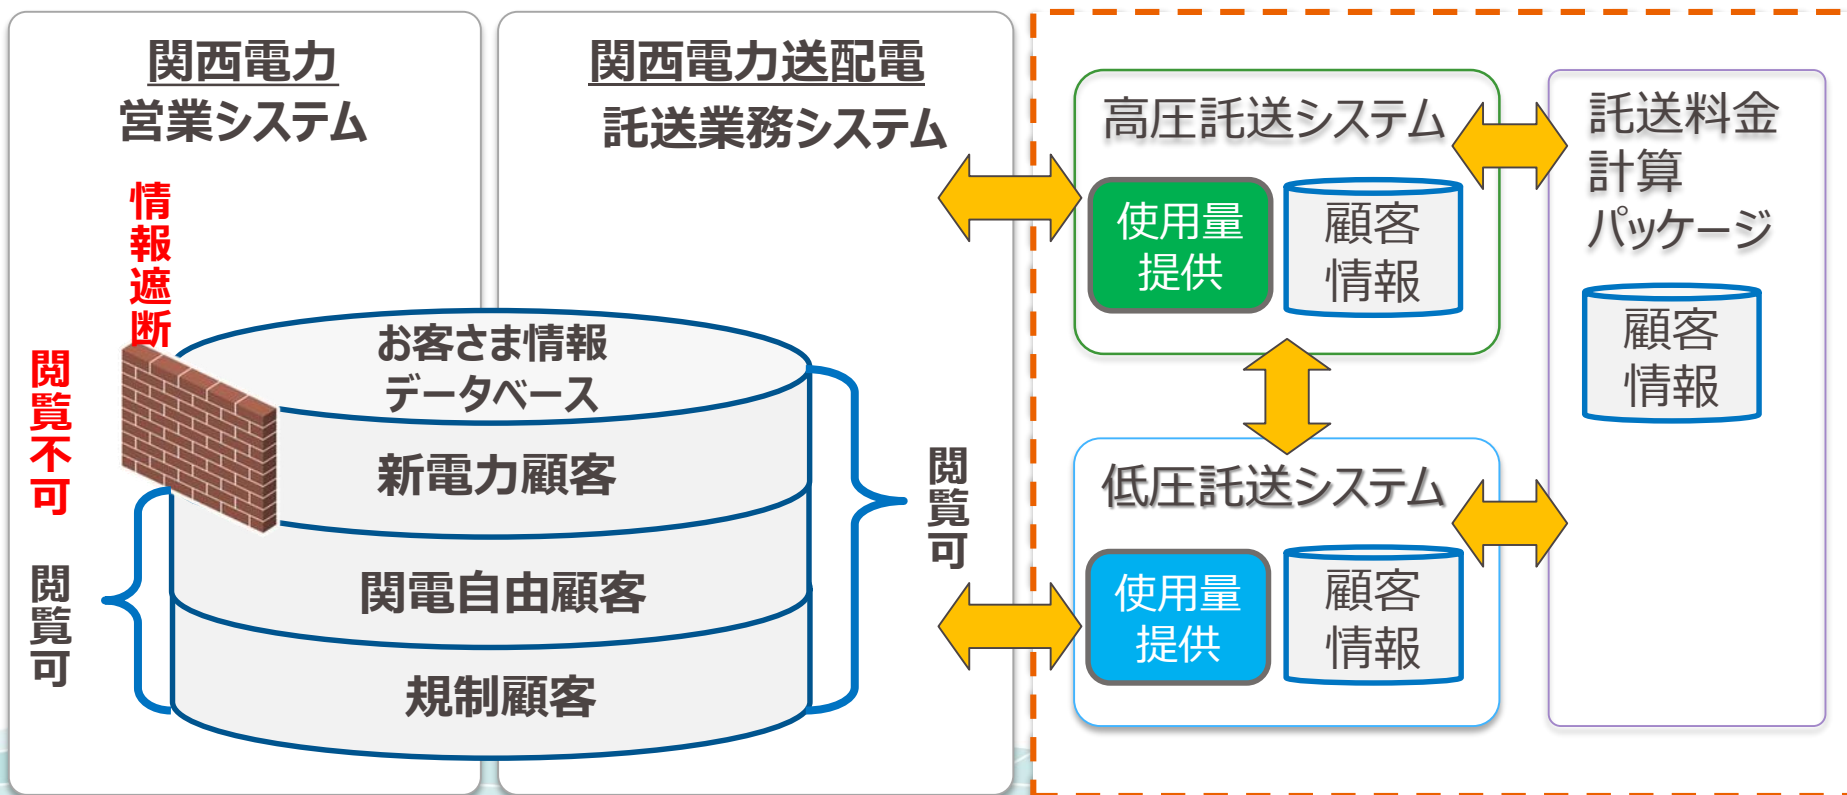 関西電力
営業システム
情報遮断
閲覧不可
閲覧可
関西電力送配電
託送業務システム
お客さま情報
データベース
新電力顧客
関電自由顧客
規制顧客
閲覧可
高圧託送システム
使用量
提供
顧客
情報
低圧託送システム
使用量
提供
顧客
情報
託送料金
計算
パッケージ
顧客
情報